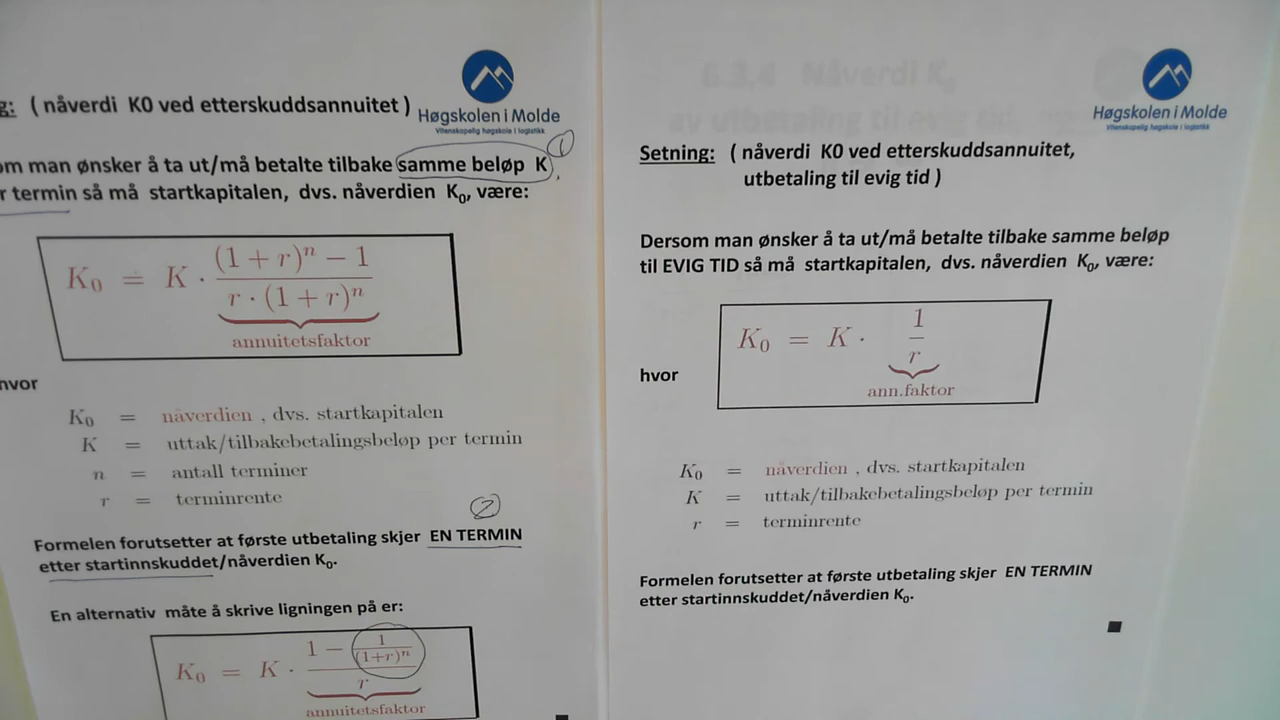 g: ( nåverdi K0 ved etterskuddsannuitet )
Høgskolen i Molde
Vitenskapelig høgskole i logistikk
①
om man ønsker å ta ut/må betalte tilbake samme beløp K
r termin så må startkapitalen, dvs. nåverdien K₀, være:
K₀ = K · ((1 + r)ⁿ − 1) / (r · (1 + r)ⁿ)
annuitetsfaktor
hvor
K₀ = nåverdien , dvs. startkapitalen
K = uttak/tilbakebetalingsbeløp per termin
n = antall terminer
r = terminrente
②
Formelen forutsetter at første utbetaling skjer EN TERMIN
etter startinnskuddet/nåverdien K₀.
En alternativ måte å skrive ligningen på er:
K₀ = K · (1 − 1/(1+r)ⁿ) / r
annuitetsfaktor
Høgskolen i Molde
Vitenskapelig høgskole i logistikk
Setning: ( nåverdi K0 ved etterskuddsannuitet,
utbetaling til evig tid )
Dersom man ønsker å ta ut/må betalte tilbake samme beløp
til EVIG TID så må startkapitalen, dvs. nåverdien K₀, være:
K₀ = K · 1/r
ann.faktor
hvor
K₀ = nåverdien , dvs. startkapitalen
K = uttak/tilbakebetalingsbeløp per termin
r = terminrente
Formelen forutsetter at første utbetaling skjer EN TERMIN
etter startinnskuddet/nåverdien K₀.